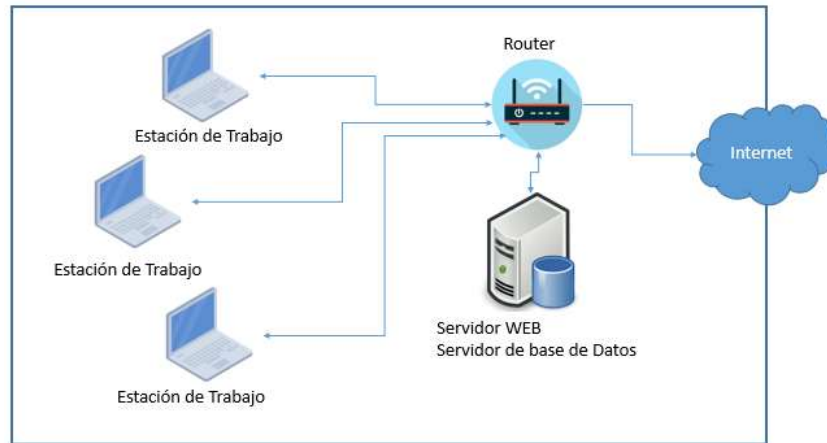 Router
Estación de Trabajo
Internet
Estación de Trabajo
Servidor WEB
Servidor de base de Datos
Estación de Trabajo